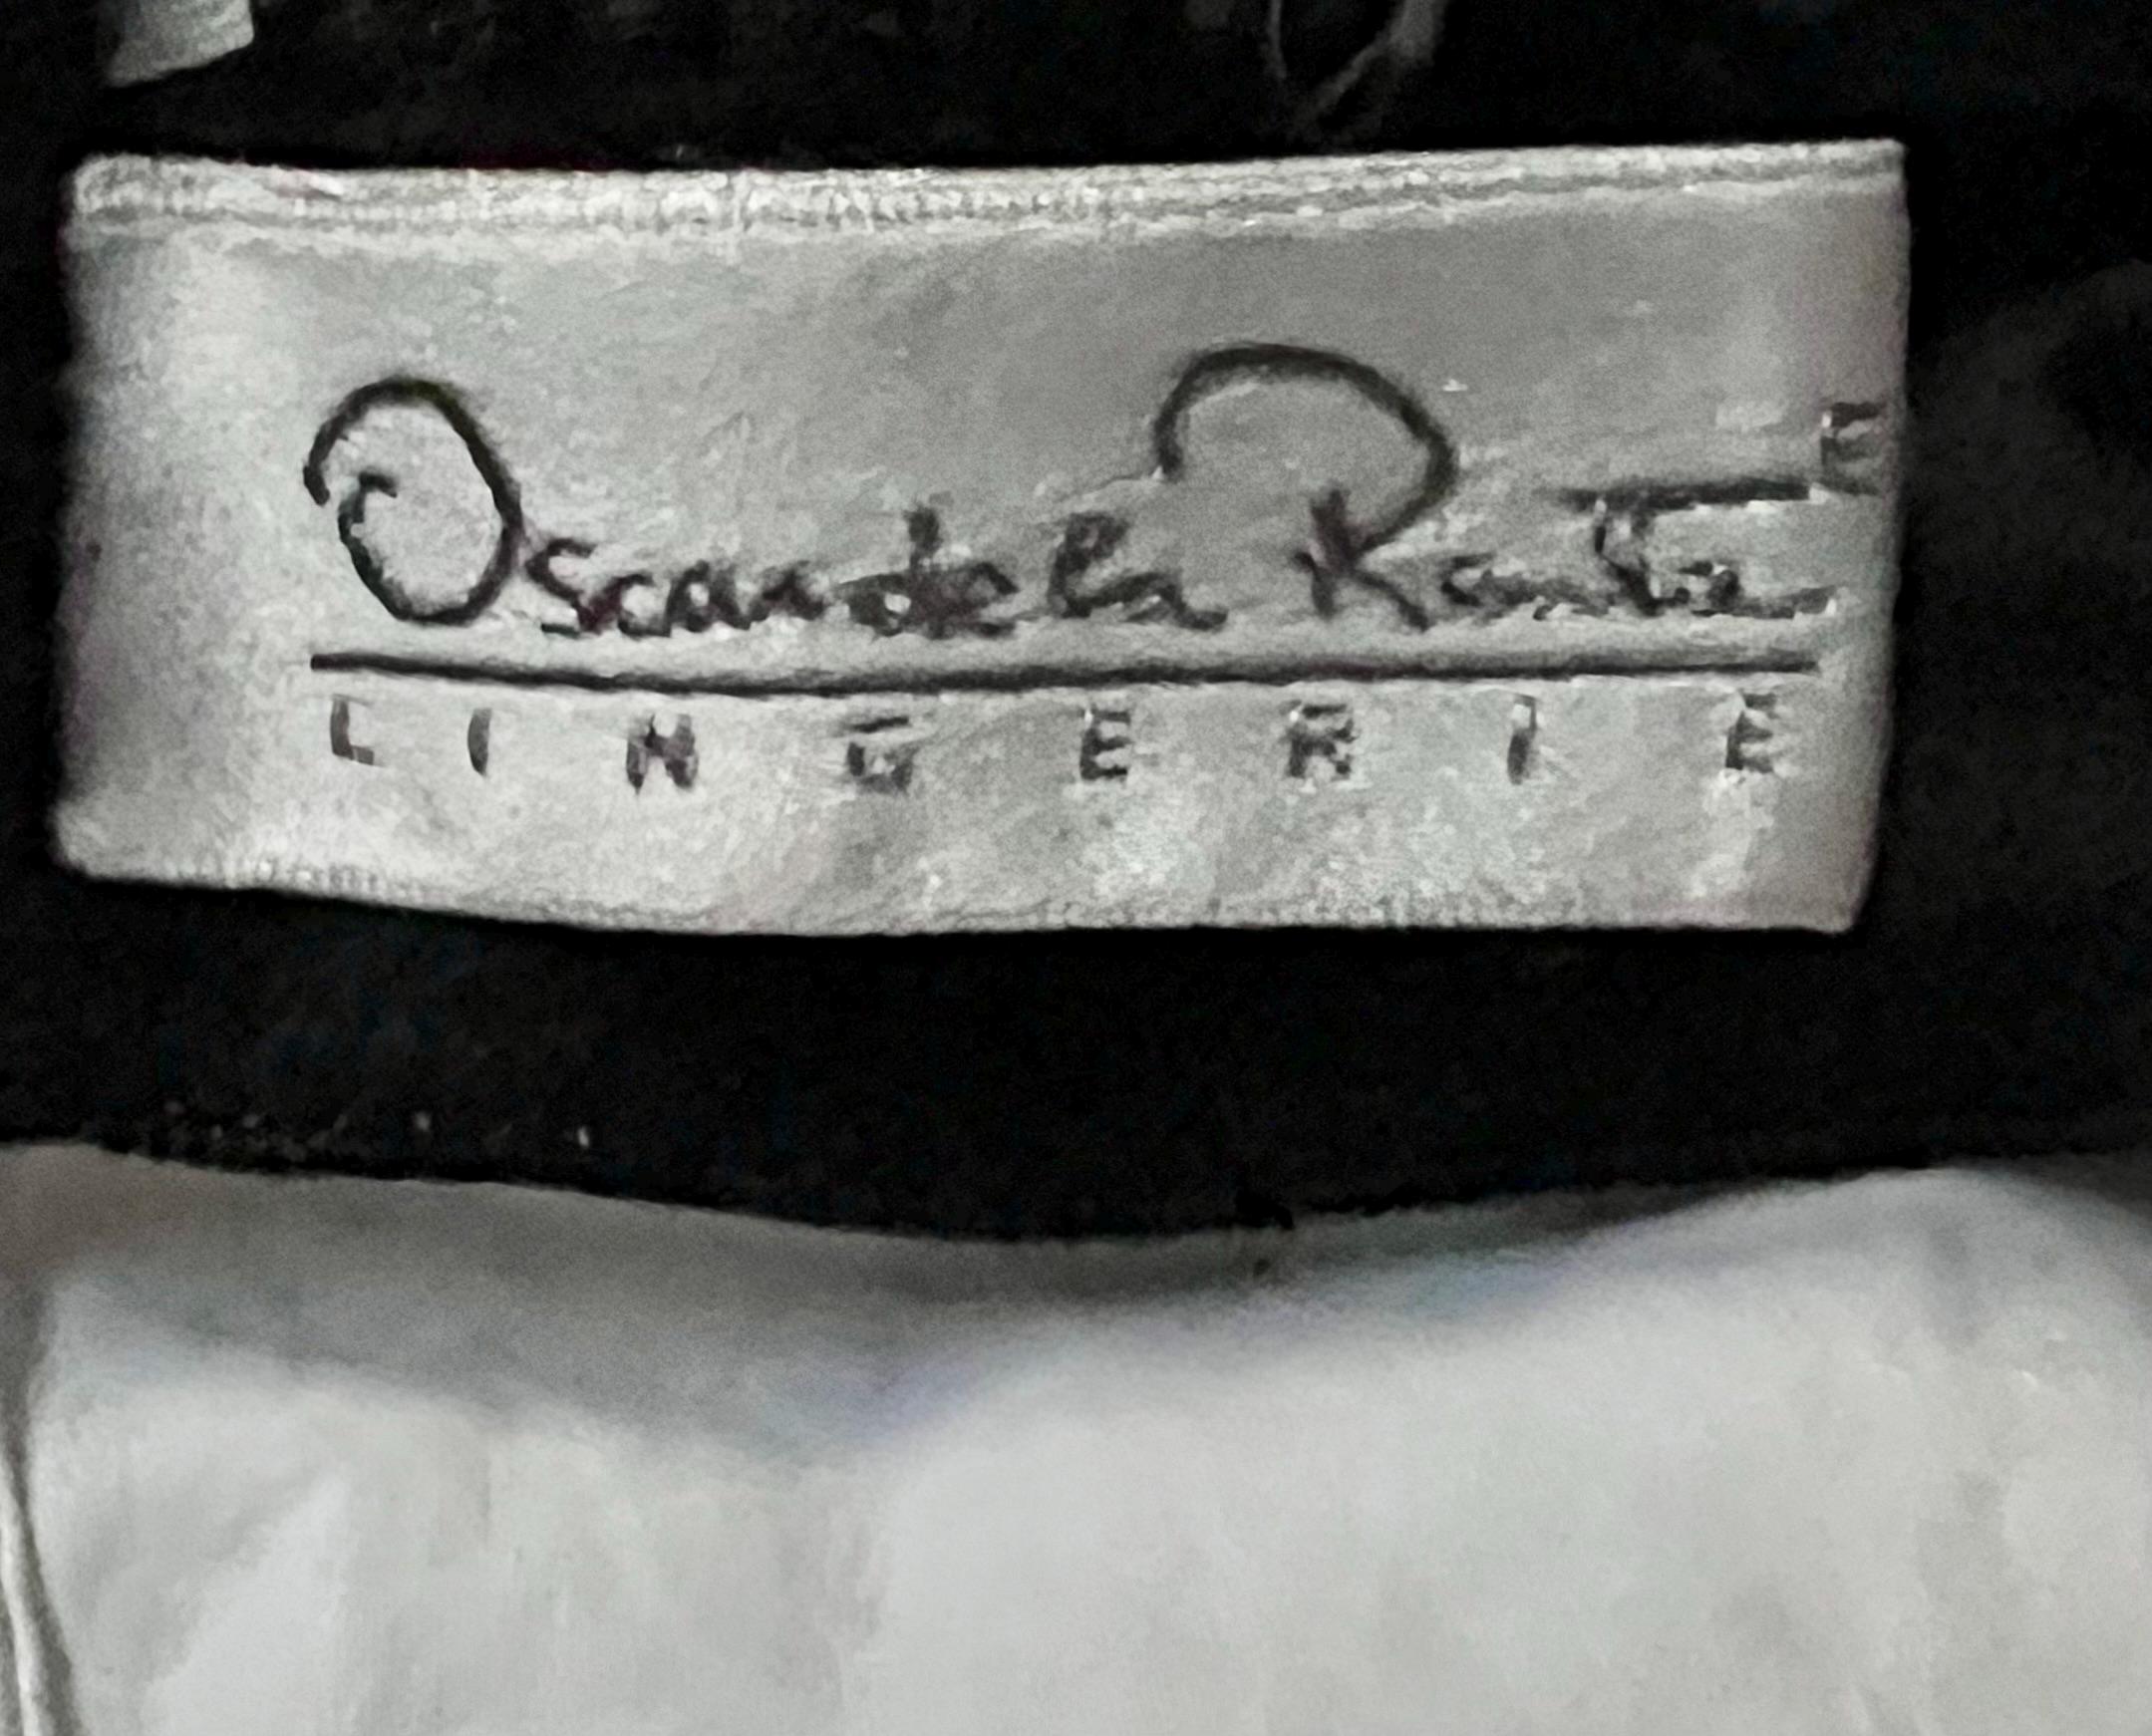 Oscar de la Renta
LINGERIE